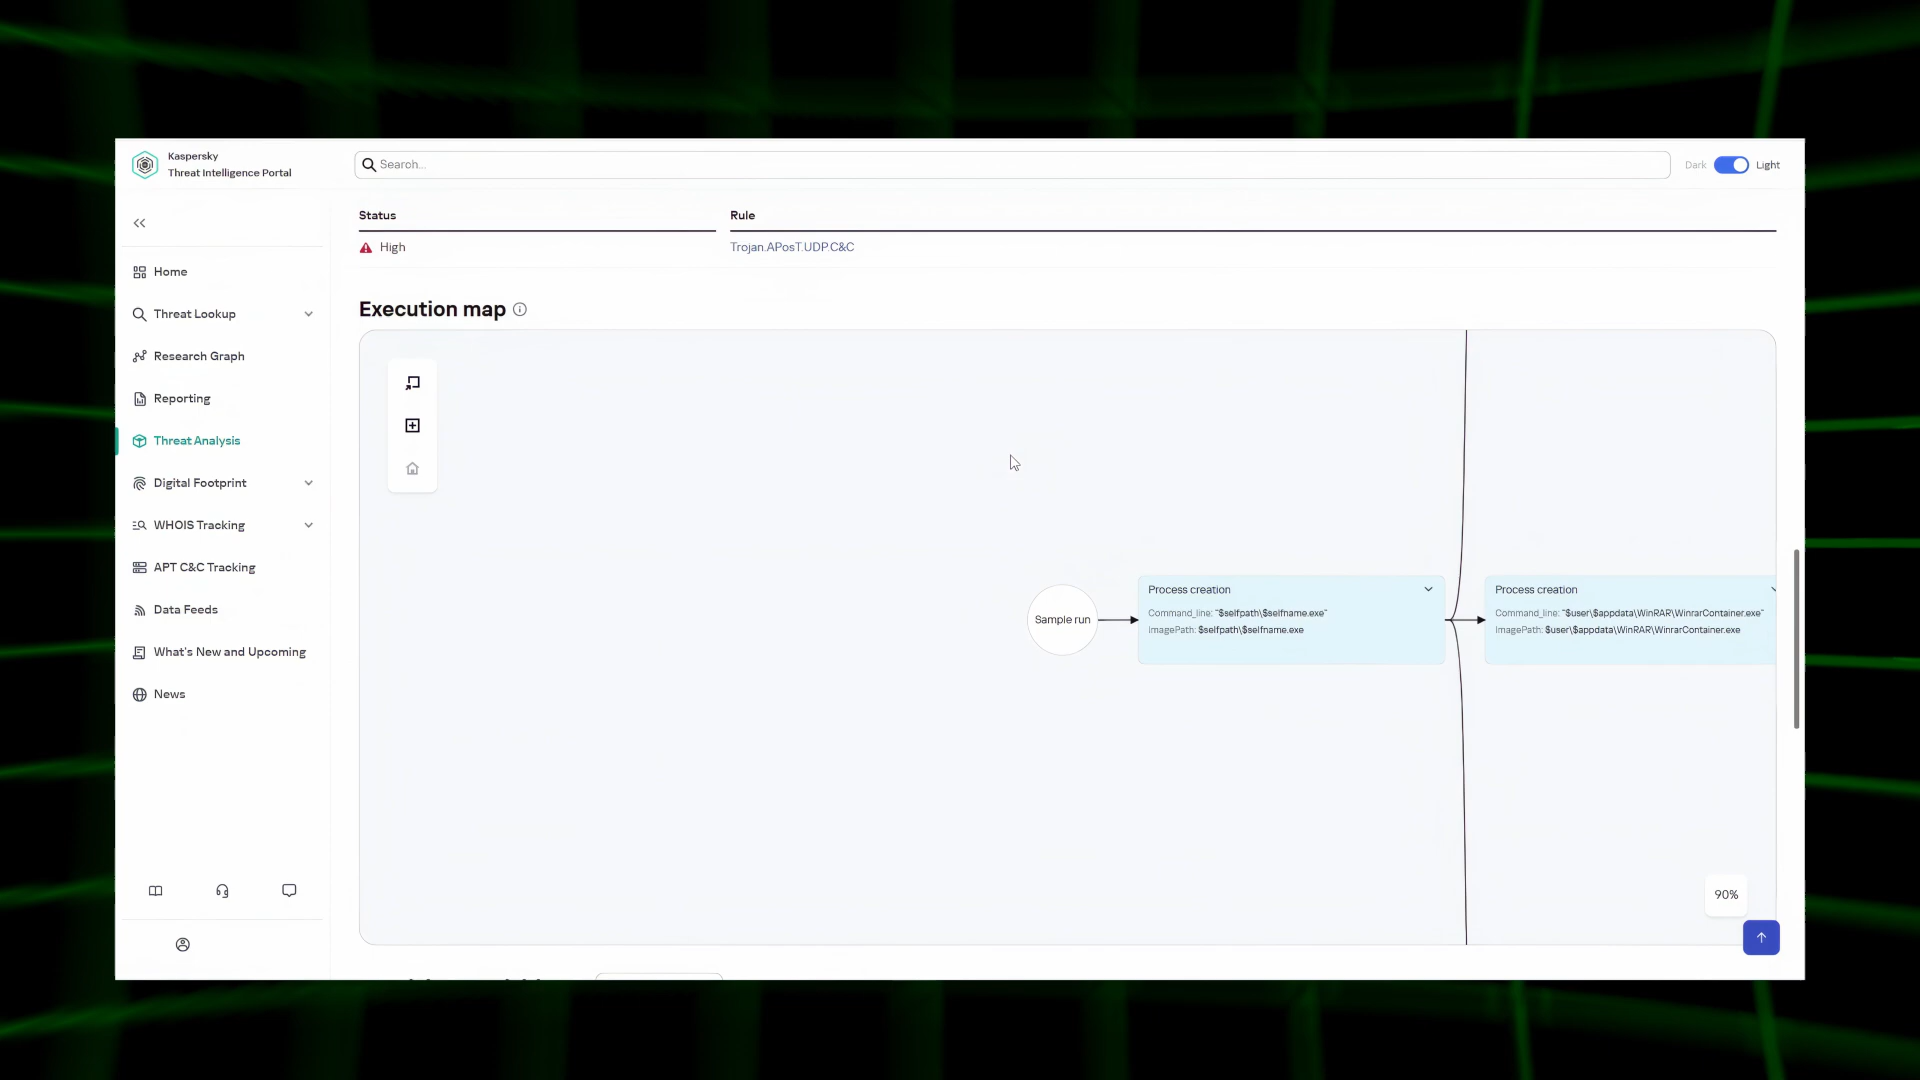 Kaspersky
Threat Intelligence Portal
Search...
Dark
Light
Status
Rule
High
Trojan.APosT.UDP.C&C
Home
Threat Lookup
Research Graph
Reporting
Threat Analysis
Digital Footprint
WHOIS Tracking
APT C&C Tracking
Data Feeds
What's New and Upcoming
News
Execution map
Sample run
Process creation
Command_line: "$selfpath\$selfname.exe"
ImagePath: $selfpath\$selfname.exe
Process creation
Command_line: "$user\$appdata\WinRAR\WinrarContainer.exe"
ImagePath: $user\$appdata\WinRAR\WinrarContainer.exe
90%